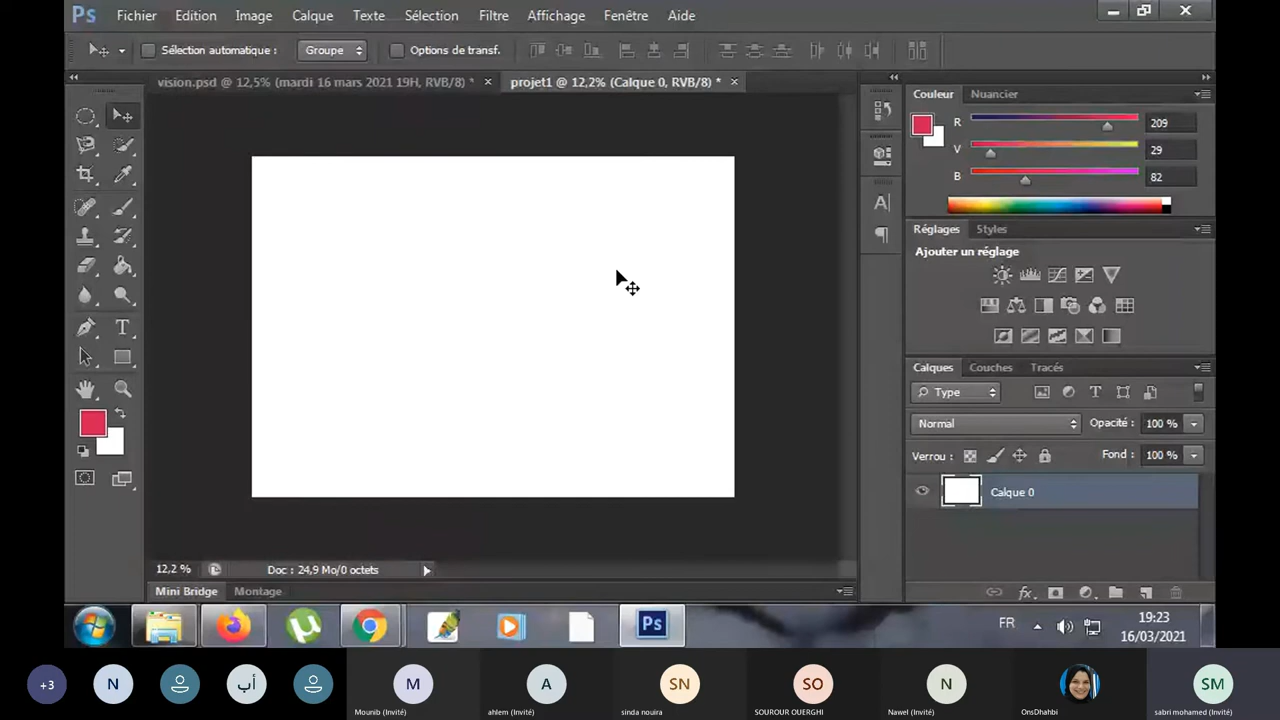 Ps Fichier Edition Image Calque Texte Sélection Filtre Affichage Fenêtre Aide
Sélection automatique : Groupe Options de transf.
vision.psd @ 12,5% (mardi 16 mars 2021 19H, RVB/8) * projet1 @ 12,2% (Calque 0, RVB/8) *
Couleur Nuancier
R 209
V 29
B 82
Réglages Styles
Ajouter un réglage
Calques Couches Tracés
Type
Normal Opacité : 100 %
Verrou : Fond : 100 %
Calque 0
12,2 % Doc : 24,9 Mo/0 octets
Mini Bridge Montage
Ps
FR 19:23
16/03/2021
+3 N أب M A SN SO N SM
Mounib (Invité) ahlem (Invité) sinda nouira SOUROUR OUERGHI Nawel (Invité) OnsDhahbi sabri mohamed (Invité)